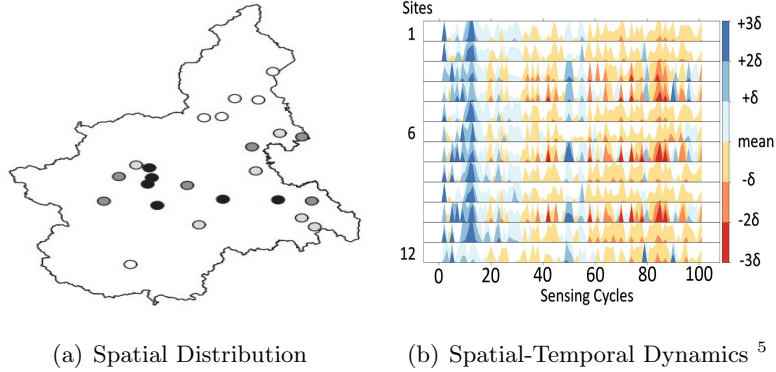 Sites
1
6
12
0 20 40 60 80 100
Sensing Cycles
+3δ
+2δ
+δ
mean
-δ
-2δ
-3δ
(a) Spatial Distribution
(b) Spatial-Temporal Dynamics 5